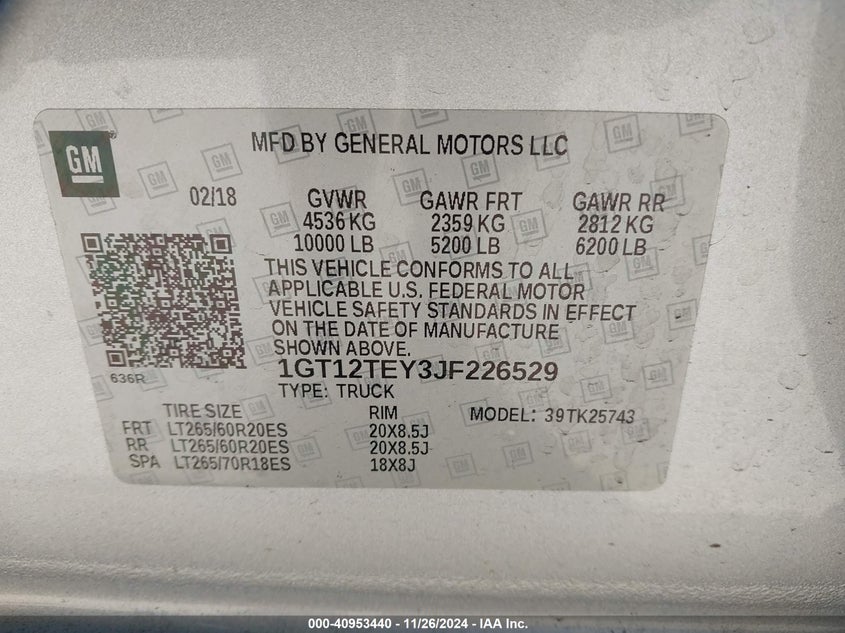 GM
MFD BY GENERAL MOTORS LLC
02/18 GVWR GAWR FRT GAWR RR
4536 KG 2359 KG 2812 KG
10000 LB 5200 LB 6200 LB
THIS VEHICLE CONFORMS TO ALL
APPLICABLE U.S. FEDERAL MOTOR
VEHICLE SAFETY STANDARDS IN EFFECT
ON THE DATE OF MANUFACTURE
SHOWN ABOVE.
636R
1GT12TEY3JF226529
TYPE: TRUCK
TIRE SIZE RIM MODEL: 39TK25743
FRT LT265/60R20ES 20X8.5J
RR LT265/60R20ES 20X8.5J
SPA LT265/70R18ES 18X8J
000-40953440 - 11/26/2024 - IAA Inc.